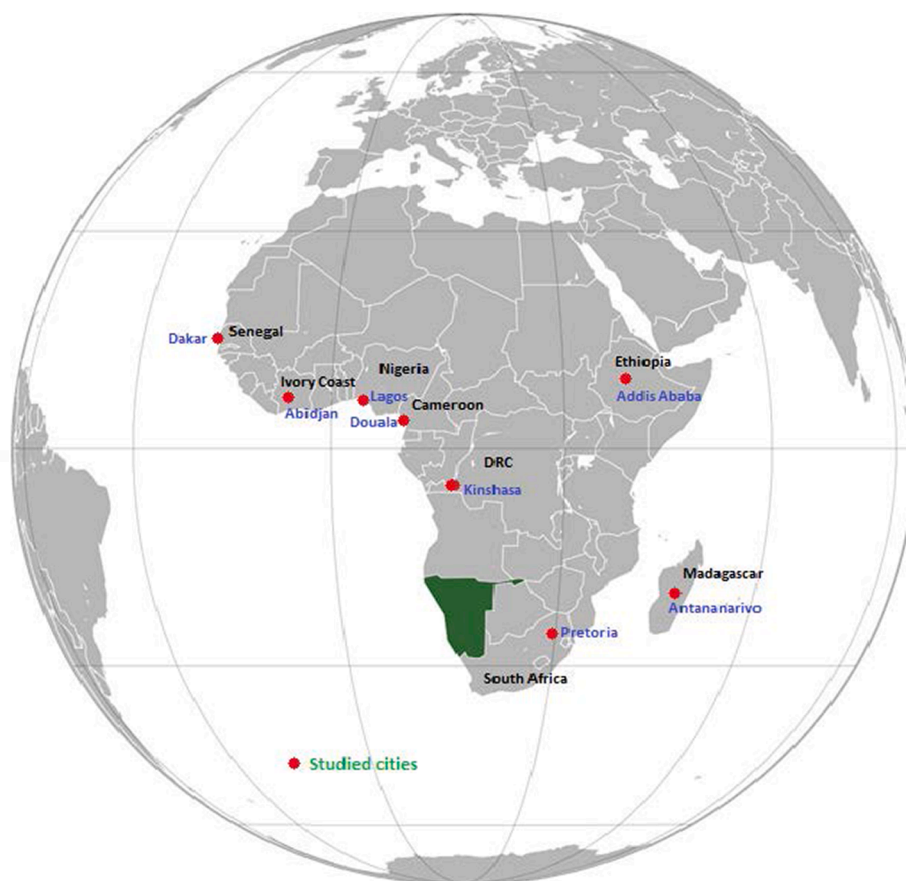 Dakar
Senegal
Ivory Coast
Abidjan
Nigeria
Lagos
Cameroon
Douala
Ethiopia
Addis Ababa
DRC
Kinshasa
Madagascar
Antananarivo
Pretoria
South Africa
Studied cities